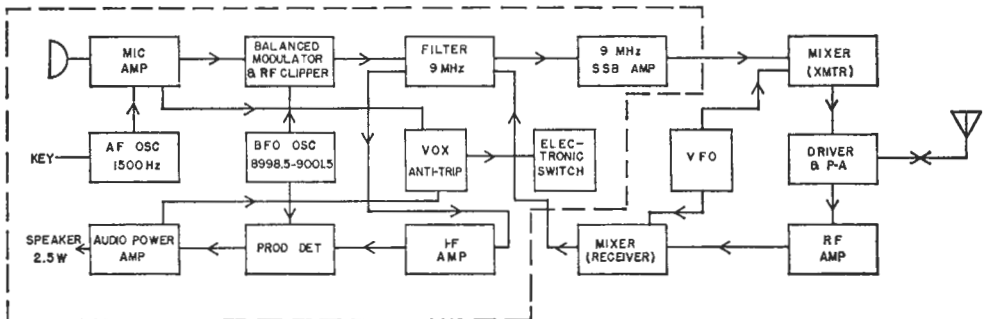 MIC
AMP
BALANCED
MODULATOR
& RF CLIPPER
FILTER
9 MHz
9 MHz
SSB AMP
MIXER
(XMTR)
KEY
AF OSC
1500 Hz
BFO OSC
8998.5-9001.5
VOX
ANTI-TRIP
ELEC-
TRONIC
SWITCH
VFO
DRIVER
& P-A
SPEAKER
2.5 W
AUDIO POWER
AMP
PROD DET
I-F
AMP
MIXER
(RECEIVER)
RF
AMP